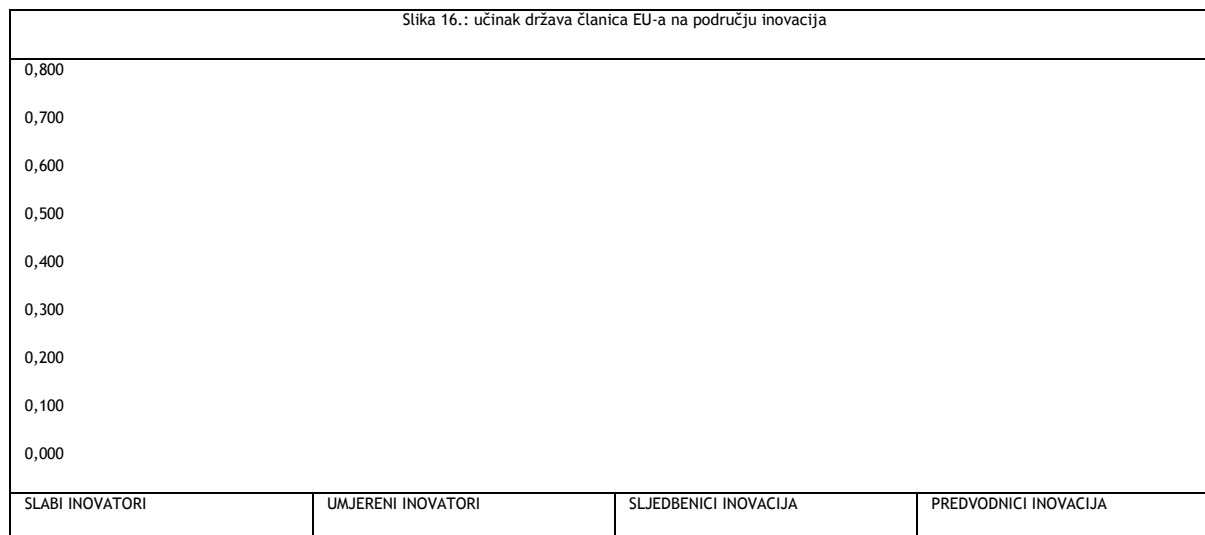 Slika 16.: učinak država članica EU-a na području inovacija
0,800
0,700
0,600
0,500
0,400
0,300
0,200
0,100
0,000
SLABI INOVATORI
UMJERENI INOVATORI
SLJEDBENICI INOVACIJA
PREDVODNICI INOVACIJA